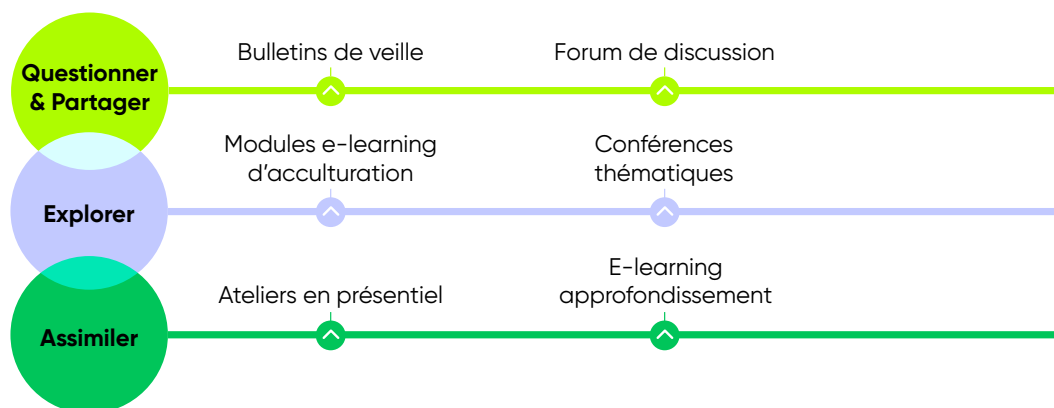 Questionner
& Partager
Bulletins de veille
Forum de discussion
Explorer
Modules e-learning
d’acculturation
Conférences
thématiques
Assimiler
Ateliers en présentiel
E-learning
approfondissement